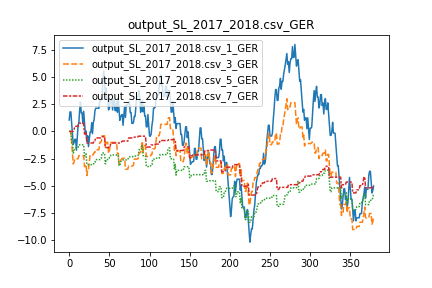 output_SL_2017_2018.csv_GER
output_SL_2017_2018.csv_1_GER
output_SL_2017_2018.csv_3_GER
output_SL_2017_2018.csv_5_GER
output_SL_2017_2018.csv_7_GER
7.5
5.0
2.5
0.0
−2.5
−5.0
−7.5
−10.0
0 50 100 150 200 250 300 350